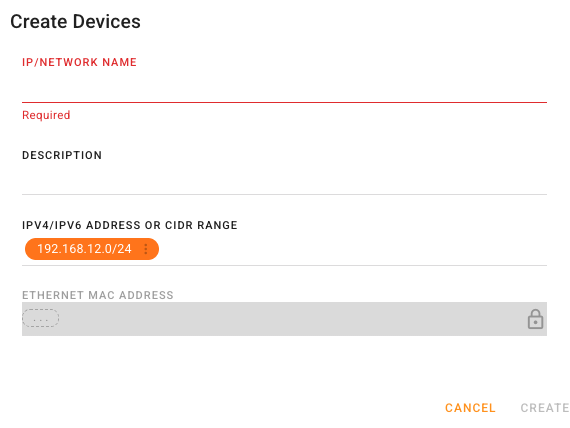 Create Devices
IP/NETWORK NAME
Required
DESCRIPTION
IPV4/IPV6 ADDRESS OR CIDR RANGE
192.168.12.0/24
ETHERNET MAC ADDRESS
...
CANCEL CREATE